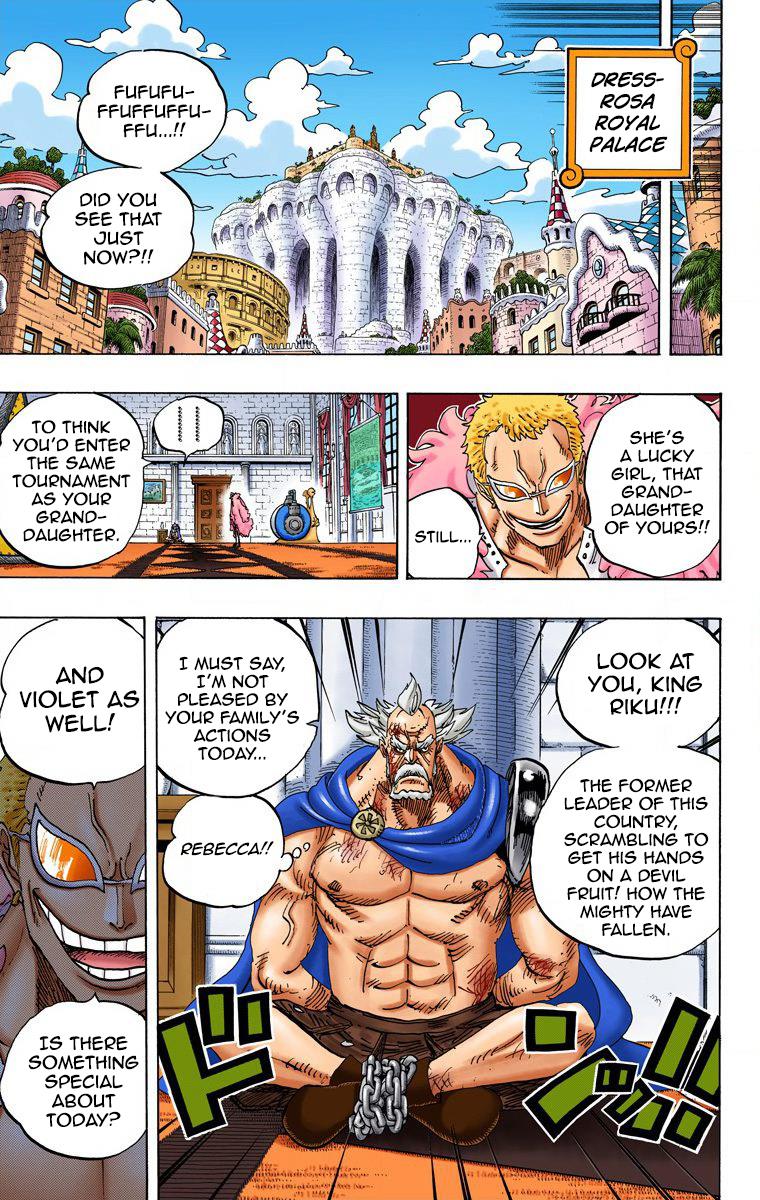 DRESS-
ROSA
ROYAL
PALACE
FUFUFU-
FFUFFUFFU-
FFU...!!
DID YOU
SEE THAT
JUST
NOW?!!
SHE'S
A LUCKY
GIRL, THAT
GRAND-
DAUGHTER
OF YOURS!!
STILL...
!!
TO THINK
YOU'D ENTER
THE SAME
TOURNAMENT
AS YOUR
GRAND-
DAUGHTER.
LOOK AT
YOU, KING
RIKU!!!
THE FORMER
LEADER OF THIS
COUNTRY,
SCRAMBLING TO
GET HIS HANDS
ON A DEVIL
FRUIT! HOW THE
MIGHTY HAVE
FALLEN.
I MUST SAY,
I'M NOT
PLEASED BY
YOUR FAMILY'S
ACTIONS
TODAY...
REBECCA!!
ドンッ!!
AND
VIOLET AS
WELL!
IS THERE
SOMETHING
SPECIAL
ABOUT
TODAY?